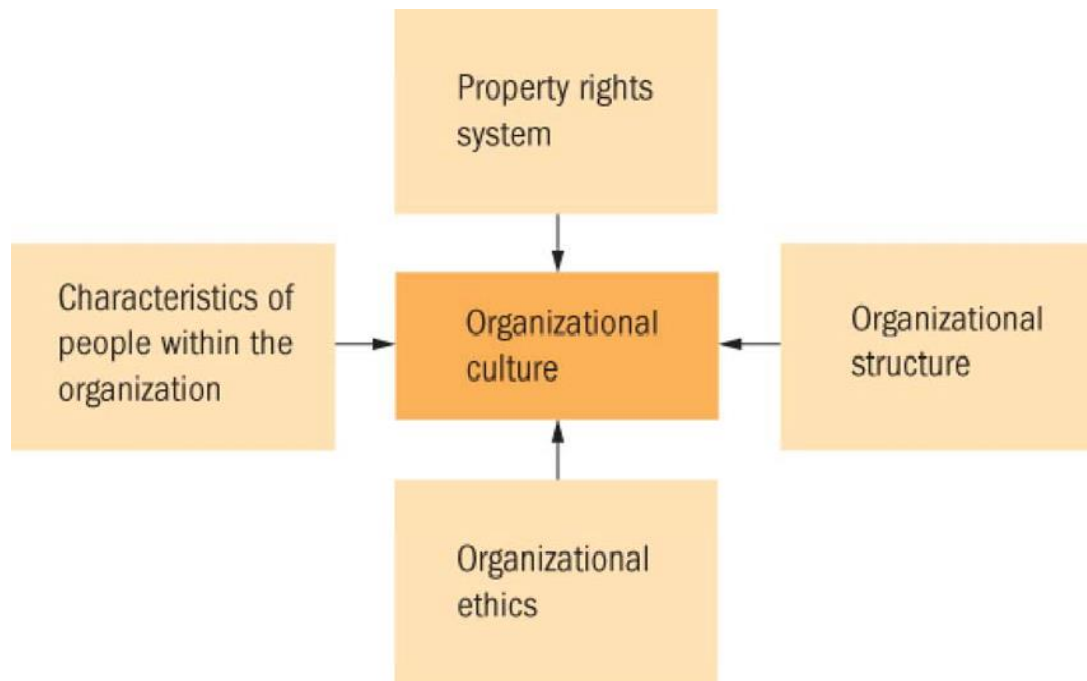 Property rights
system
Characteristics of
people within the
organization
Organizational
culture
Organizational
structure
Organizational
ethics